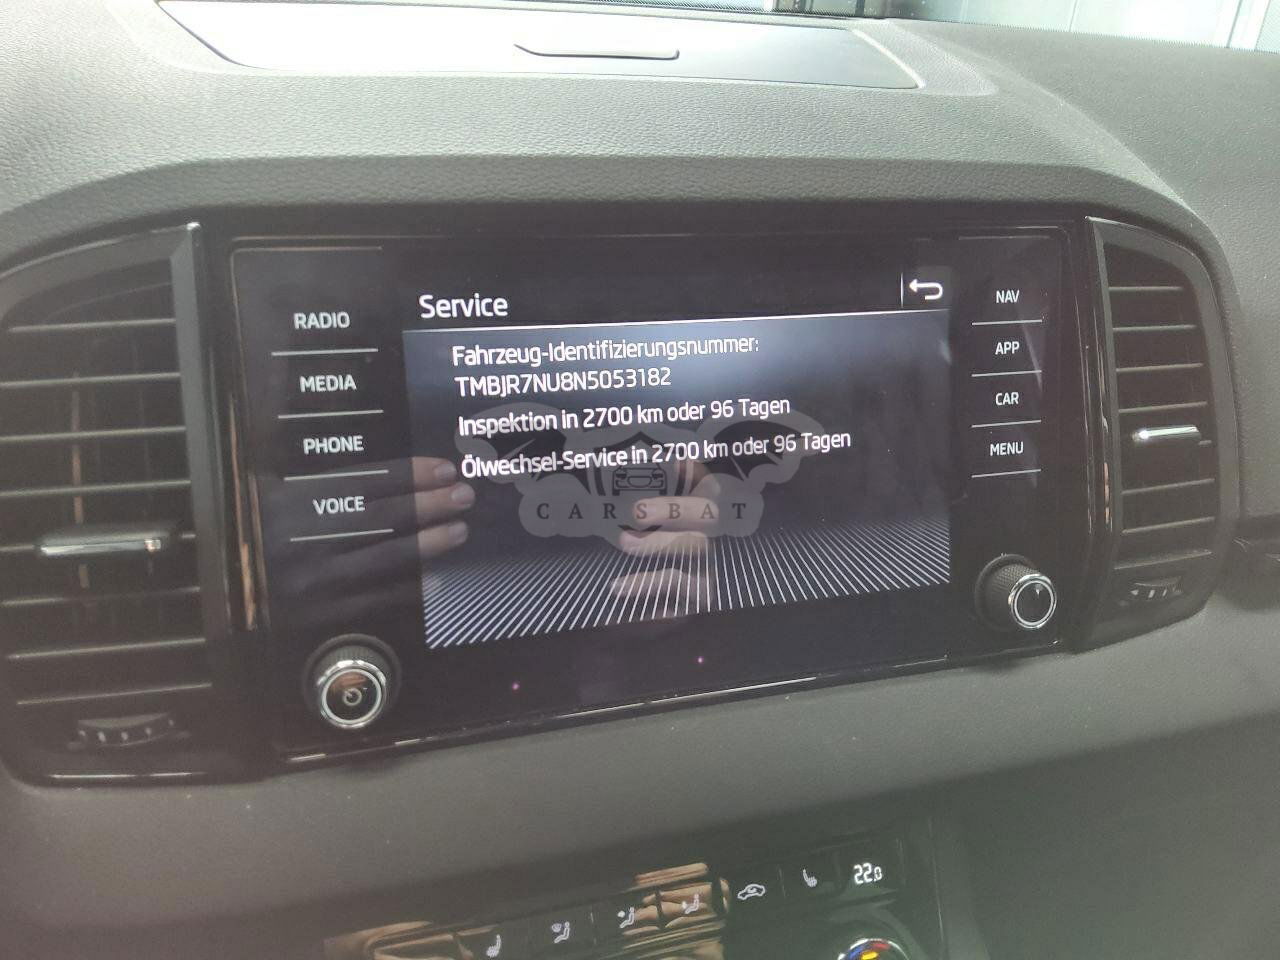 Service
RADIO
MEDIA
PHONE
VOICE
Fahrzeug-Identifizierungsnummer:
TMBJR7NU8N5053182
Inspektion in 2700 km oder 96 Tagen
Ölwechsel-Service in 2700 km oder 96 Tagen
CARSBAT
NAV
APP
CAR
MENU
22.0